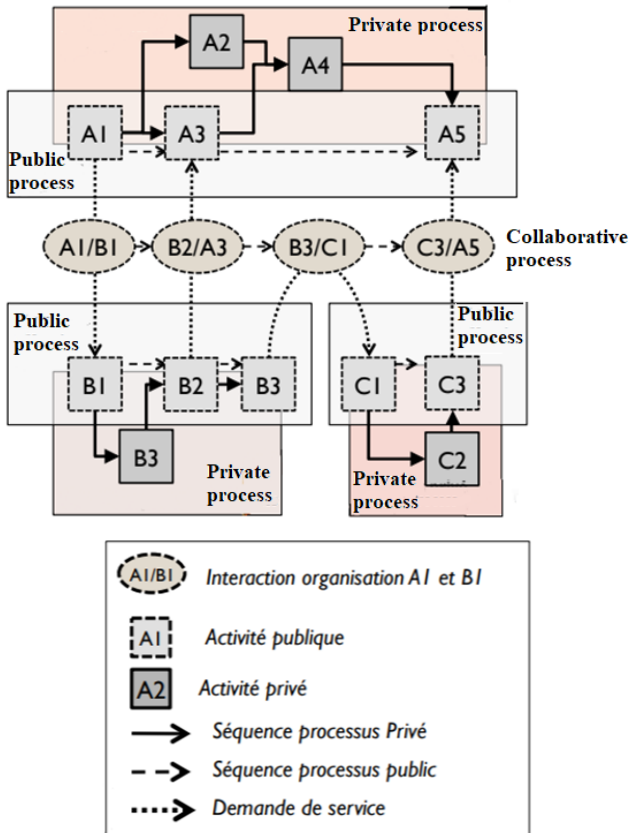 Private process
A2
A4
A1
A3
A5
Public
process
A1/B1
B2/A3
B3/C1
C3/A5
Collaborative
process
Public
process
Public
process
B1
B2
B3
C1
C3
B3
C2
Private
process
Private
process
A1/B1
Interaction organisation A1 et B1
A1
Activité publique
A2
Activité privé
Séquence processus Privé
Séquence processus public
Demande de service